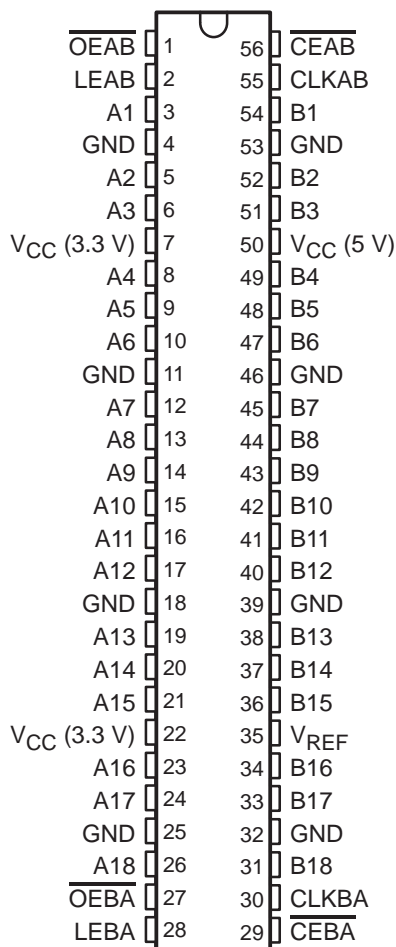 OEAB 1 56 CEAB
LEAB 2 55 CLKAB
A1 3 54 B1
GND 4 53 GND
A2 5 52 B2
A3 6 51 B3
VCC (3.3 V) 7 50 VCC (5 V)
A4 8 49 B4
A5 9 48 B5
A6 10 47 B6
GND 11 46 GND
A7 12 45 B7
A8 13 44 B8
A9 14 43 B9
A10 15 42 B10
A11 16 41 B11
A12 17 40 B12
GND 18 39 GND
A13 19 38 B13
A14 20 37 B14
A15 21 36 B15
VCC (3.3 V) 22 35 VREF
A16 23 34 B16
A17 24 33 B17
GND 25 32 GND
A18 26 31 B18
OEBA 27 30 CLKBA
LEBA 28 29 CEBA